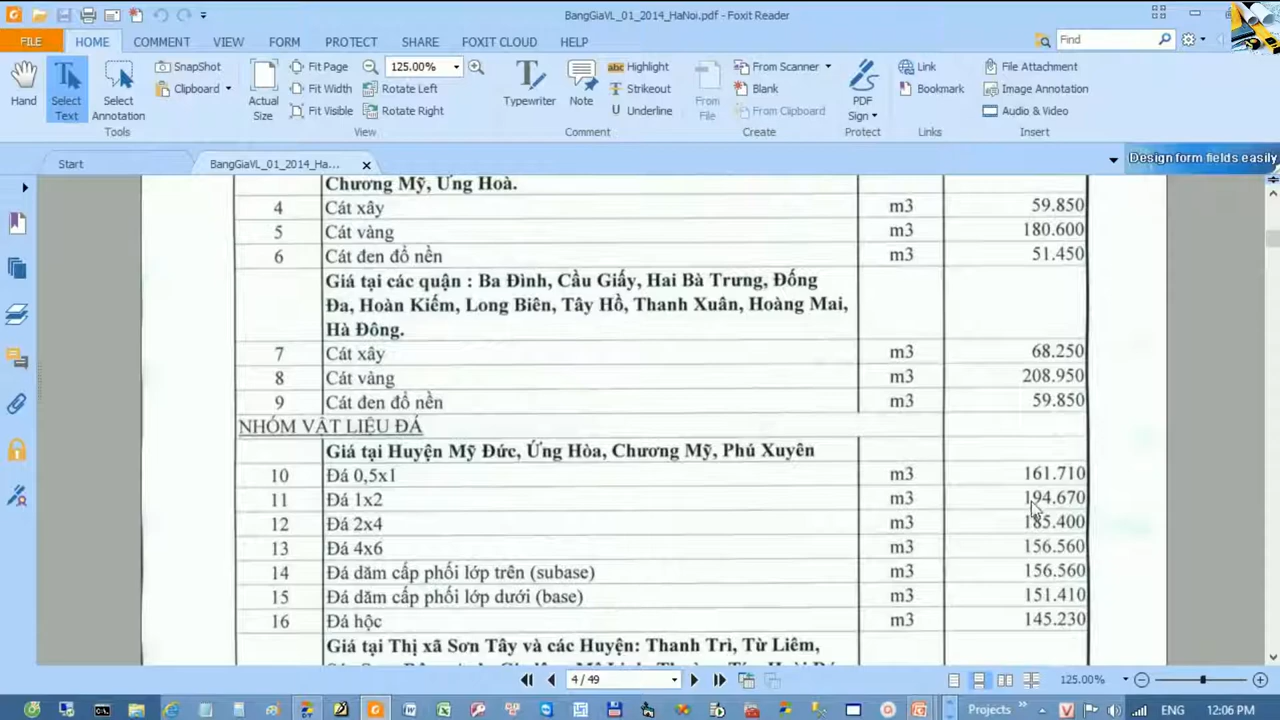 BangGiaVL_01_2014_HaNoi.pdf - Foxit Reader
FILE HOME COMMENT VIEW FORM PROTECT SHARE FOXIT CLOUD HELP Find
Hand
Select Text
Select Annotation
SnapShot
Clipboard
Tools
Actual Size
Fit Page
Fit Width
Fit Visible
125.00%
Rotate Left
Rotate Right
View
Typewriter
Note
Highlight
Strikeout
Underline
Comment
From File
From Scanner
Blank
From Clipboard
Create
PDF Sign
Protect
Link
Bookmark
Links
File Attachment
Image Annotation
Audio & Video
Insert
Start BangGiaVL_01_2014_Ha... Design form fields easily
Chương Mỹ, Ứng Hoà.
4 Cát xây m3 59.850
5 Cát vàng m3 180.600
6 Cát đen đổ nền m3 51.450
Giá tại các quận : Ba Đình, Cầu Giấy, Hai Bà Trưng, Đống
Đa, Hoàn Kiếm, Long Biên, Tây Hồ, Thanh Xuân, Hoàng Mai,
Hà Đông.
7 Cát xây m3 68.250
8 Cát vàng m3 208.950
9 Cát đen đổ nền m3 59.850
NHÓM VẬT LIỆU ĐÁ
Giá tại Huyện Mỹ Đức, Ứng Hòa, Chương Mỹ, Phú Xuyên
10 Đá 0,5x1 m3 161.710
11 Đá 1x2 m3 194.670
12 Đá 2x4 m3 185.400
13 Đá 4x6 m3 156.560
14 Đá dăm cấp phối lớp trên (subase) m3 156.560
15 Đá dăm cấp phối lớp dưới (base) m3 151.410
16 Đá hộc m3 145.230
Giá tại Thị xã Sơn Tây và các Huyện: Thanh Trì, Từ Liêm,
4 / 49 125.00%
Projects ENG 12:06 PM